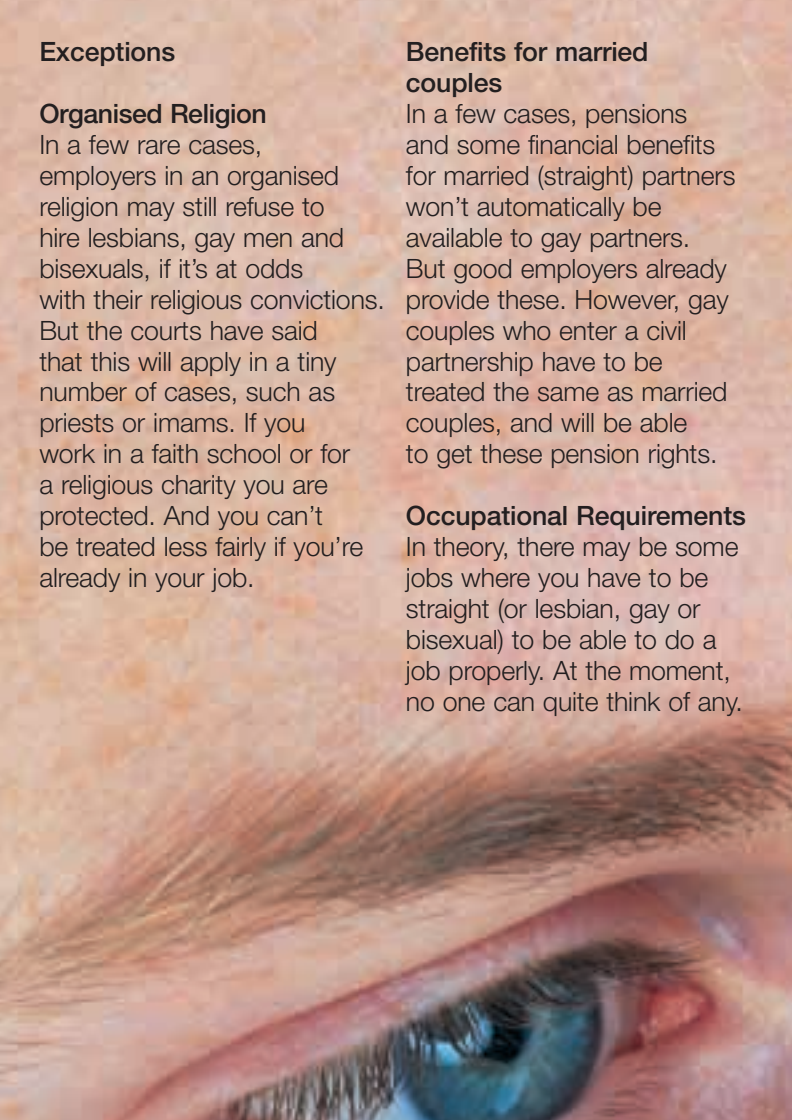 Exceptions
Organised Religion
In a few rare cases,
employers in an organised
religion may still refuse to
hire lesbians, gay men and
bisexuals, if it’s at odds
with their religious convictions.
But the courts have said
that this will apply in a tiny
number of cases, such as
priests or imams. If you
work in a faith school or for
a religious charity you are
protected. And you can’t
be treated less fairly if you’re
already in your job.
Benefits for married
couples
In a few cases, pensions
and some financial benefits
for married (straight) partners
won’t automatically be
available to gay partners.
But good employers already
provide these. However, gay
couples who enter a civil
partnership have to be
treated the same as married
couples, and will be able
to get these pension rights.
Occupational Requirements
In theory, there may be some
jobs where you have to be
straight (or lesbian, gay or
bisexual) to be able to do a
job properly. At the moment,
no one can quite think of any.